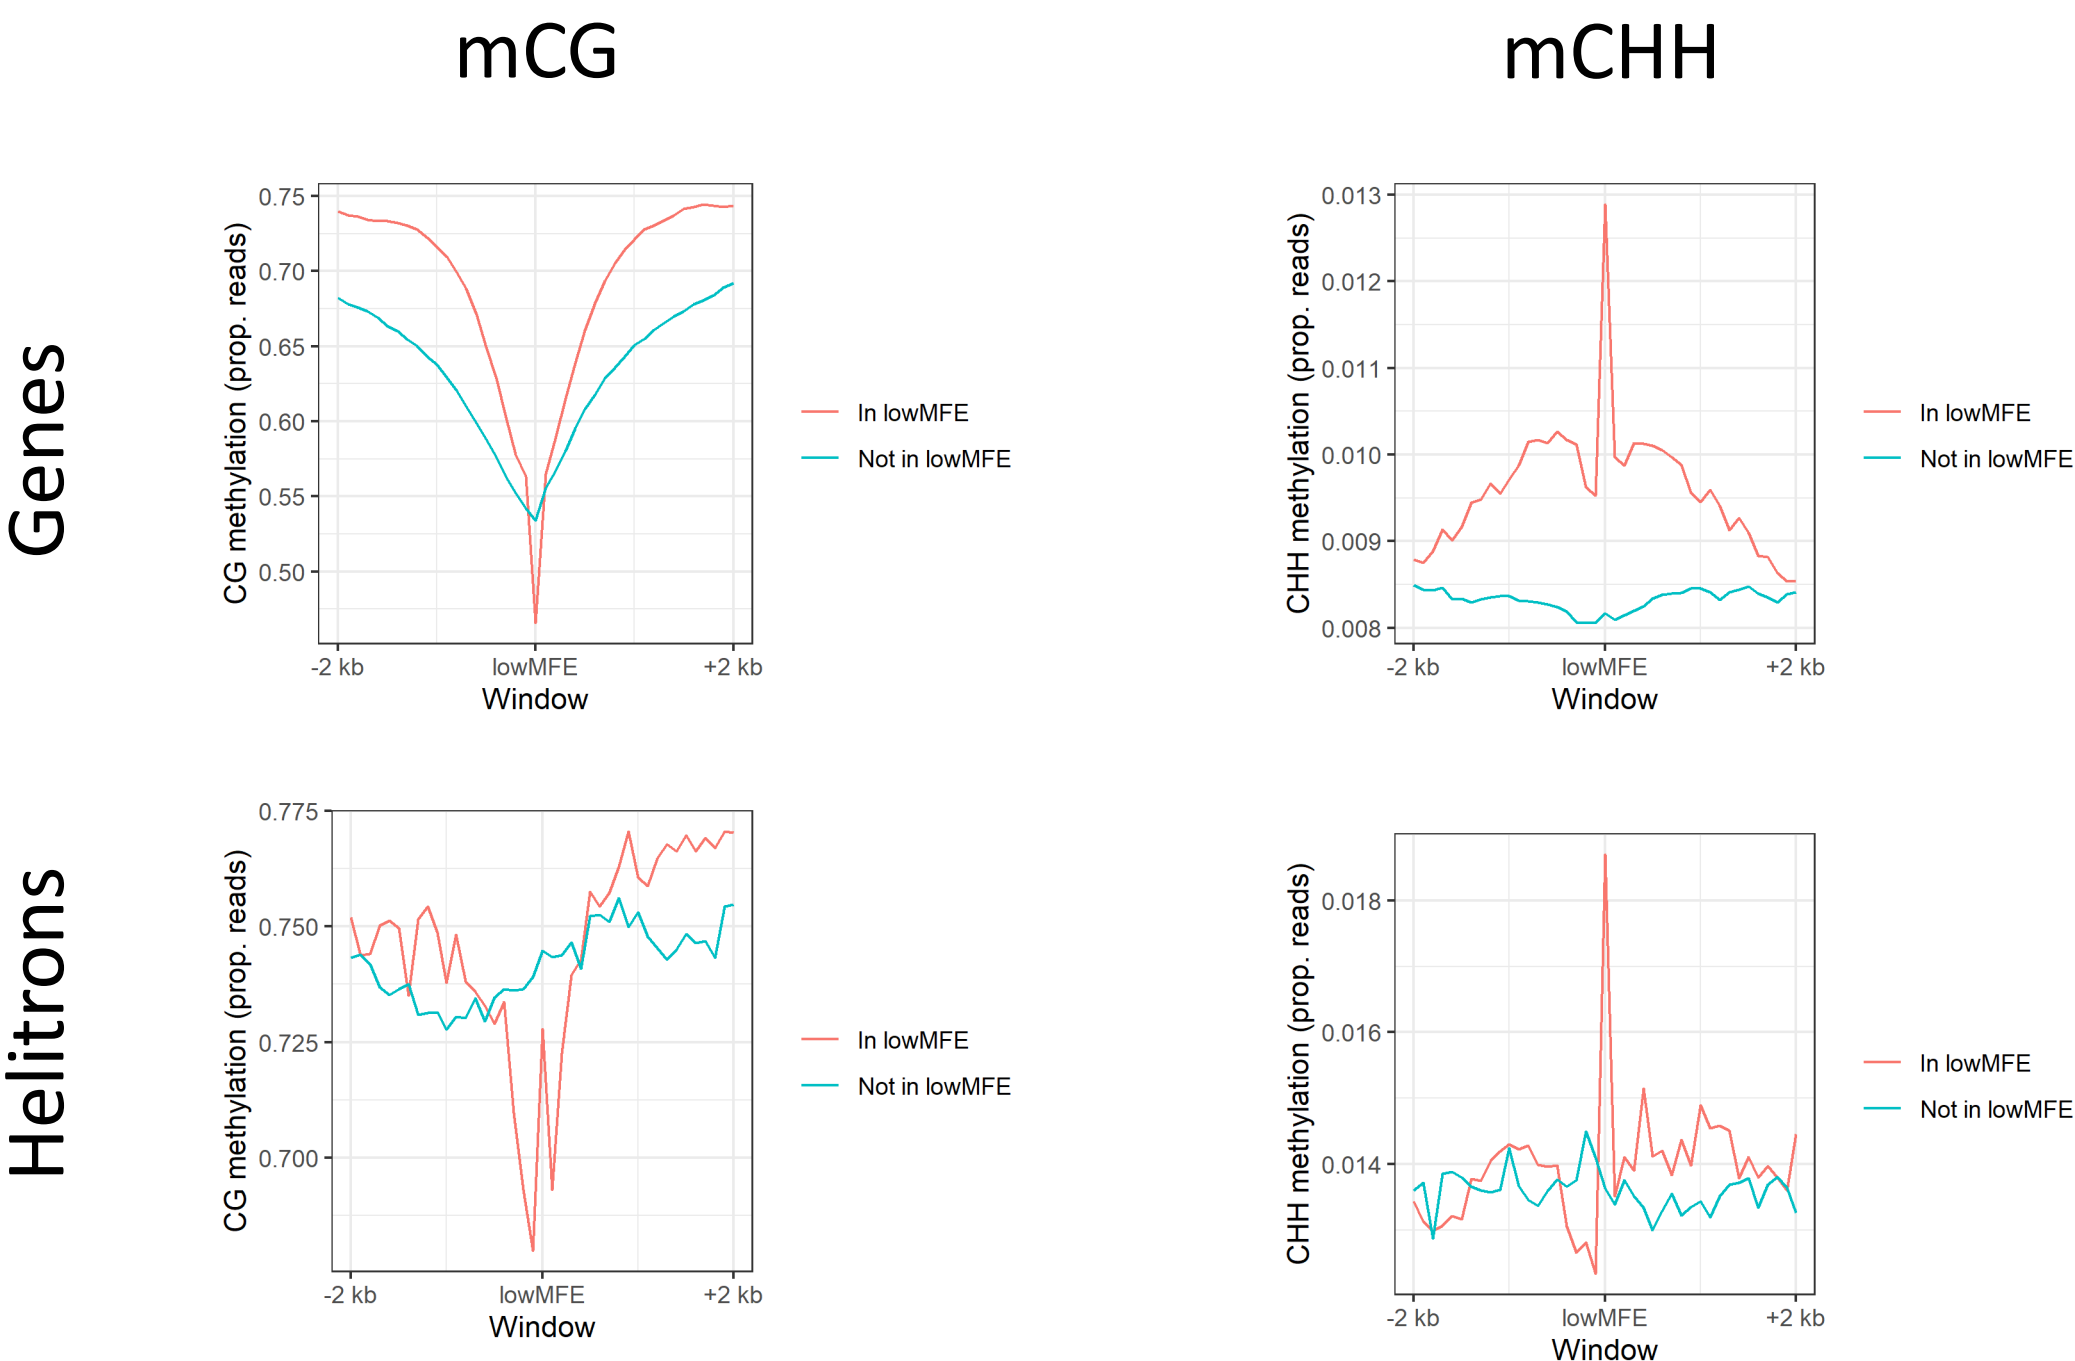 mCG
mCHH
Genes
0.75
0.70
0.65
0.60
0.55
0.50
CG methylation (prop. reads)
-2 kb
lowMFE
+2 kb
Window
In lowMFE
Not in lowMFE
0.013
0.012
0.011
0.010
0.009
0.008
CHH methylation (prop. reads)
-2 kb
lowMFE
+2 kb
Window
In lowMFE
Not in lowMFE
Helitrons
0.775
0.750
0.725
0.700
CG methylation (prop. reads)
-2 kb
lowMFE
+2 kb
Window
In lowMFE
Not in lowMFE
0.018
0.016
0.014
CHH methylation (prop. reads)
-2 kb
lowMFE
+2 kb
Window
In lowMFE
Not in lowMFE